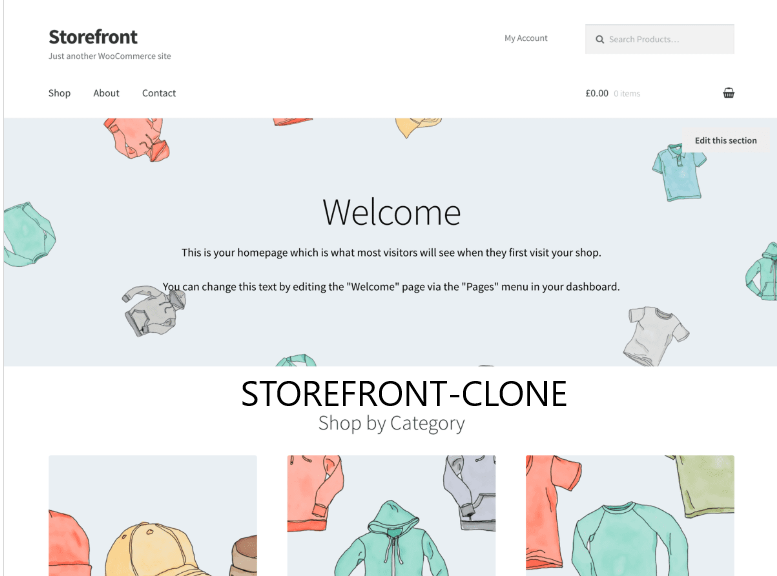 Storefront
Just another WooCommerce site
My Account
Search Products...
Shop About Contact
£0.00 0 items
Edit this section
Welcome
This is your homepage which is what most visitors will see when they first visit your shop.
You can change this text by editing the "Welcome" page via the "Pages" menu in your dashboard.
STOREFRONT-CLONE
Shop by Category